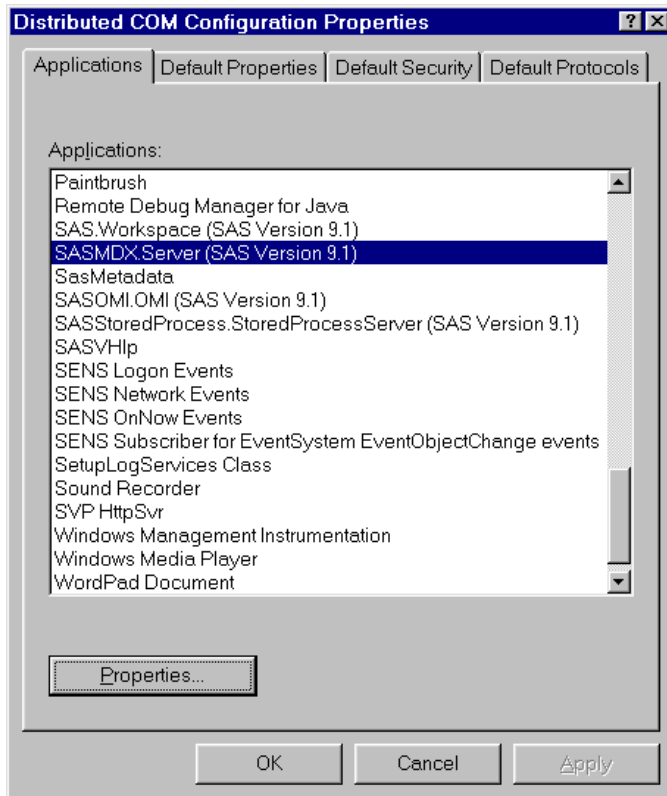 Distributed COM Configuration Properties
Applications Default Properties Default Security Default Protocols
Applications:
Paintbrush
Remote Debug Manager for Java
SAS.Workspace (SAS Version 9.1)
SASMDX.Server (SAS Version 9.1)
SasMetadata
SASOMI.OMI (SAS Version 9.1)
SASStoredProcess.StoredProcessServer (SAS Version 9.1)
SASVHlp
SENS Logon Events
SENS Network Events
SENS OnNow Events
SENS Subscriber for EventSystem EventObjectChange events
SetupLogServices Class
Sound Recorder
SVP HttpSvr
Windows Management Instrumentation
Windows Media Player
WordPad Document
Properties...
OK Cancel Apply